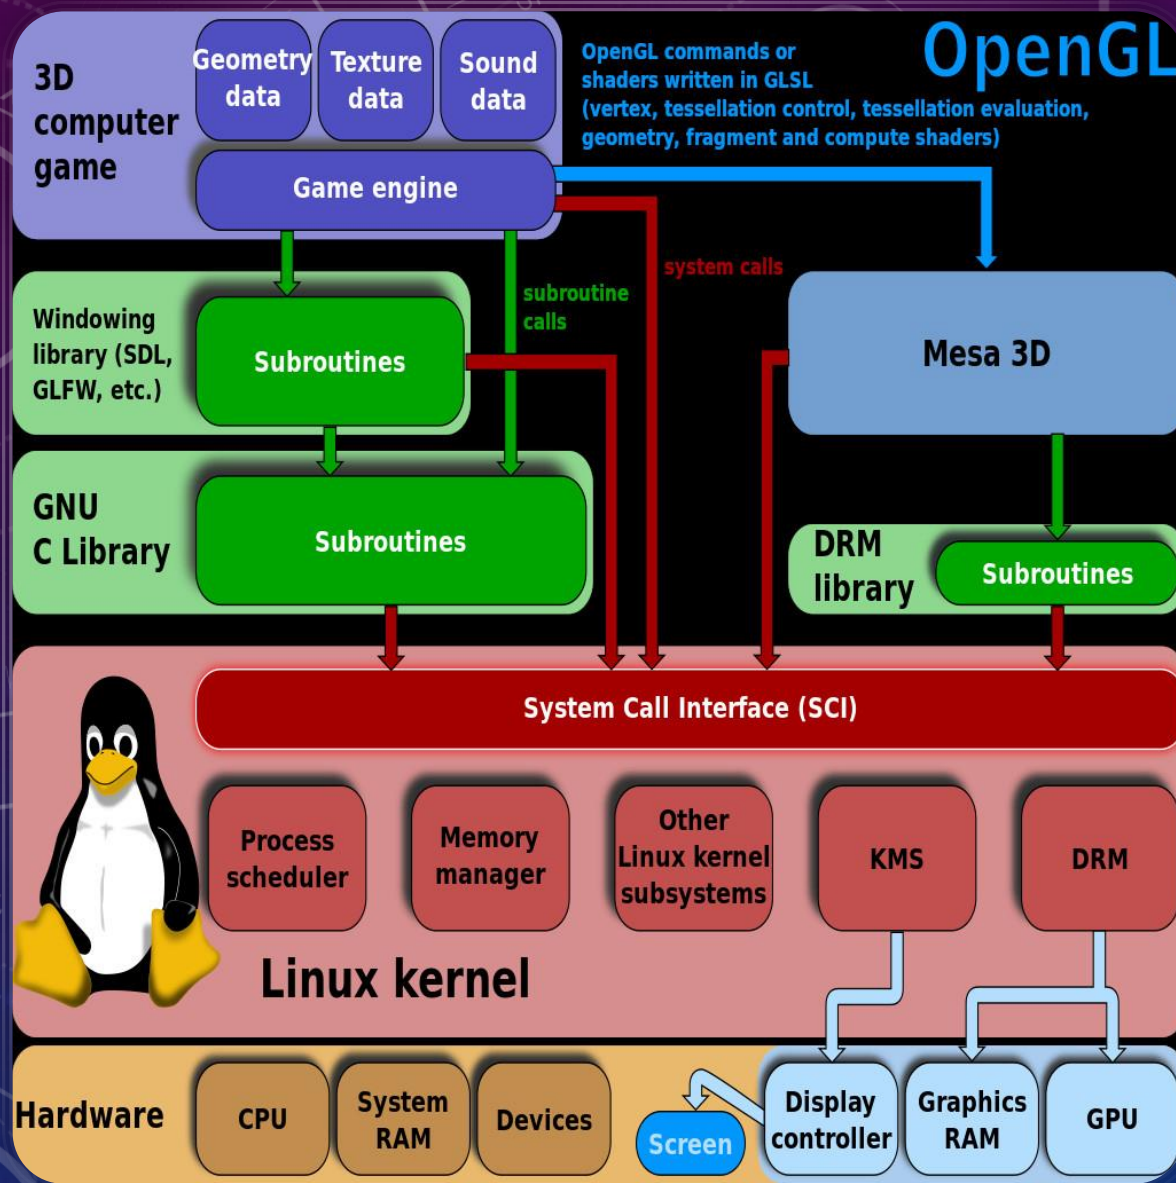 OpenGL
3D
computer
game
Geometry
data
Texture
data
Sound
data
Game engine
OpenGL commands or
shaders written in GLSL
(vertex, tessellation control, tessellation evaluation,
geometry, fragment and compute shaders)
system calls
subroutine
calls
Windowing
library (SDL,
GLFW, etc.)
Subroutines
Mesa 3D
GNU
C Library
Subroutines
DRM
library
Subroutines
System Call Interface (SCI)
Process
scheduler
Memory
manager
Other
Linux kernel
subsystems
KMS
DRM
Linux kernel
Hardware
CPU
System
RAM
Devices
Screen
Display
controller
Graphics
RAM
GPU